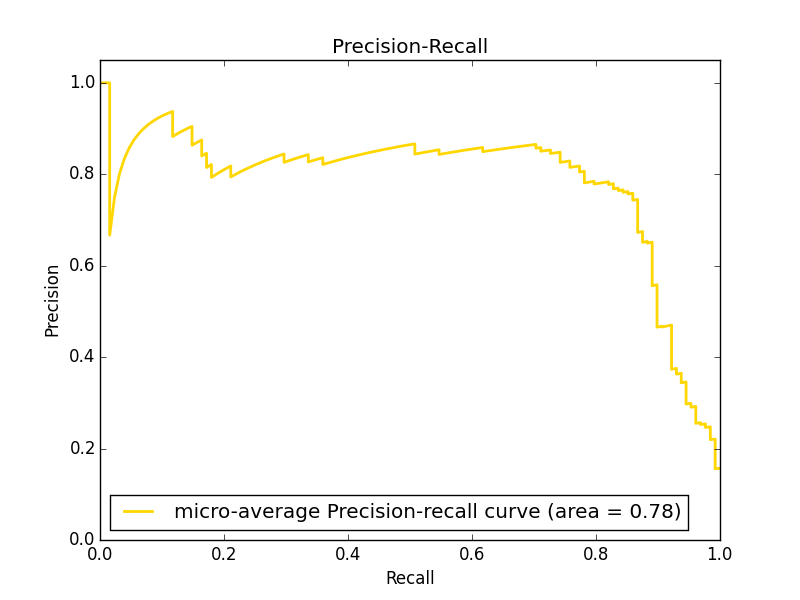 Precision-Recall
1.0
0.8
0.6
0.4
0.2
0.0
Precision
micro-average Precision-recall curve (area = 0.78)
0.0 0.2 0.4 0.6 0.8 1.0
Recall